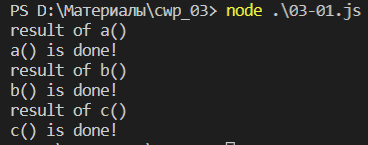 PS D:\Материалы\cwp_03> node .\03-01.js
result of a()
a() is done!
result of b()
b() is done!
result of c()
c() is done!